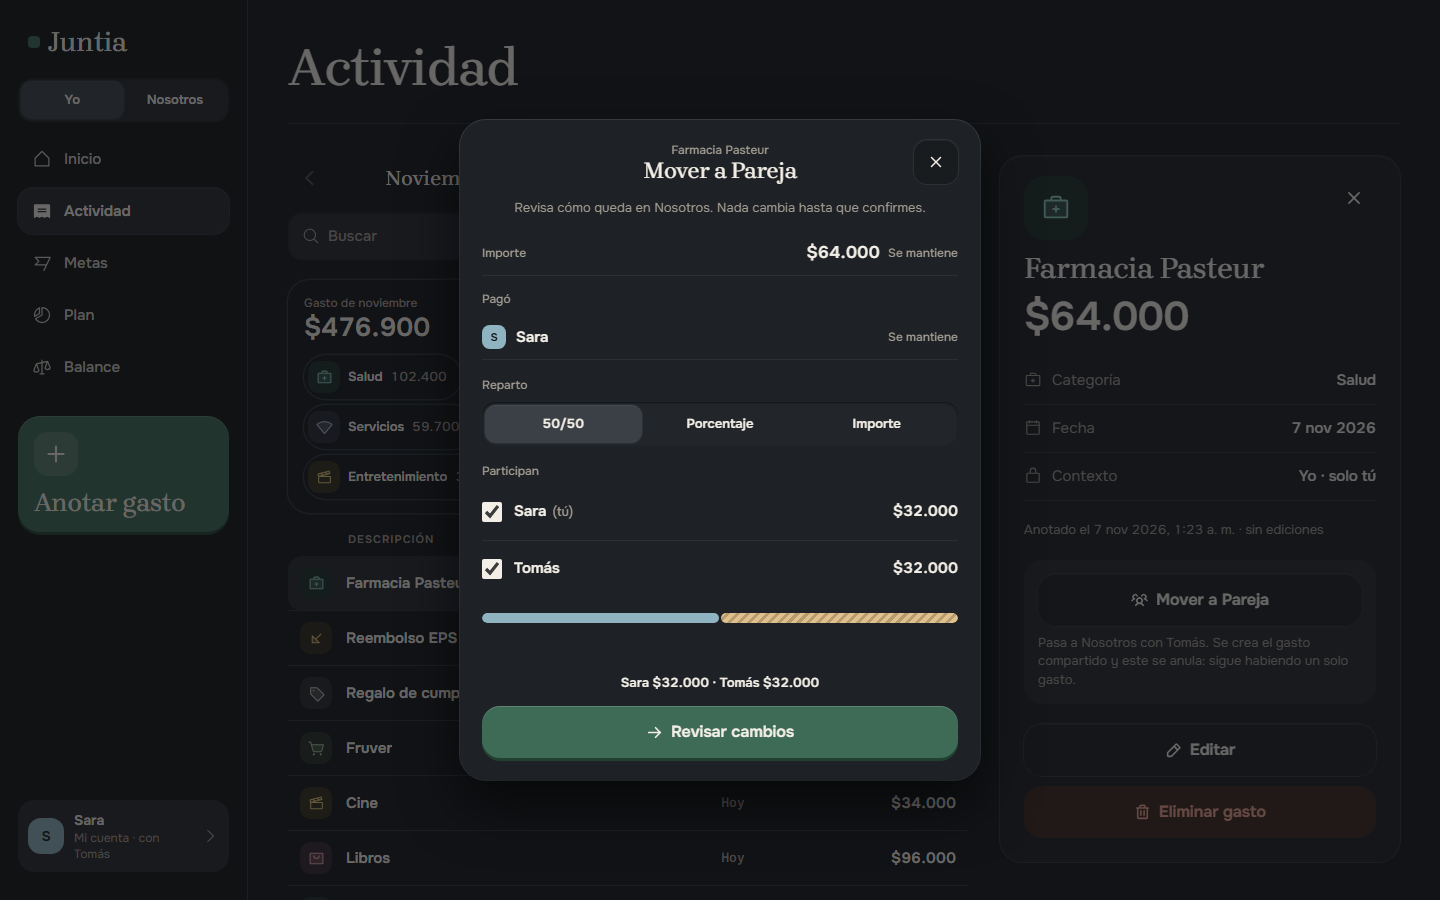 Juntia
Yo
Nosotros
Inicio
Actividad
Metas
Plan
Balance
Anotar gasto
S
Sara
Mi cuenta · con
Tomás
Actividad
Noviem
Buscar
Gasto de noviembre
$476.900
Salud 102.400
Servicios 59.700
Entretenimiento
DESCRIPCIÓN
Farmacia Pasteu
Reembolso EPS
Regalo de cump
Fruver
Cine Hoy $34.000
Libros Hoy $96.000
Farmacia Pasteur
Mover a Pareja
Revisa cómo queda en Nosotros. Nada cambia hasta que confirmes.
Importe $64.000 Se mantiene
Pagó
S Sara Se mantiene
Reparto
50/50 Porcentaje Importe
Participan
Sara (tú) $32.000
Tomás $32.000
Sara $32.000 · Tomás $32.000
Revisar cambios
Farmacia Pasteur
$64.000
Categoría Salud
Fecha 7 nov 2026
Contexto Yo · solo tú
Anotado el 7 nov 2026, 1:23 a. m. · sin ediciones
Mover a Pareja
Pasa a Nosotros con Tomás. Se crea el gasto
compartido y este se anula: sigue habiendo un solo
gasto.
Editar
Eliminar gasto